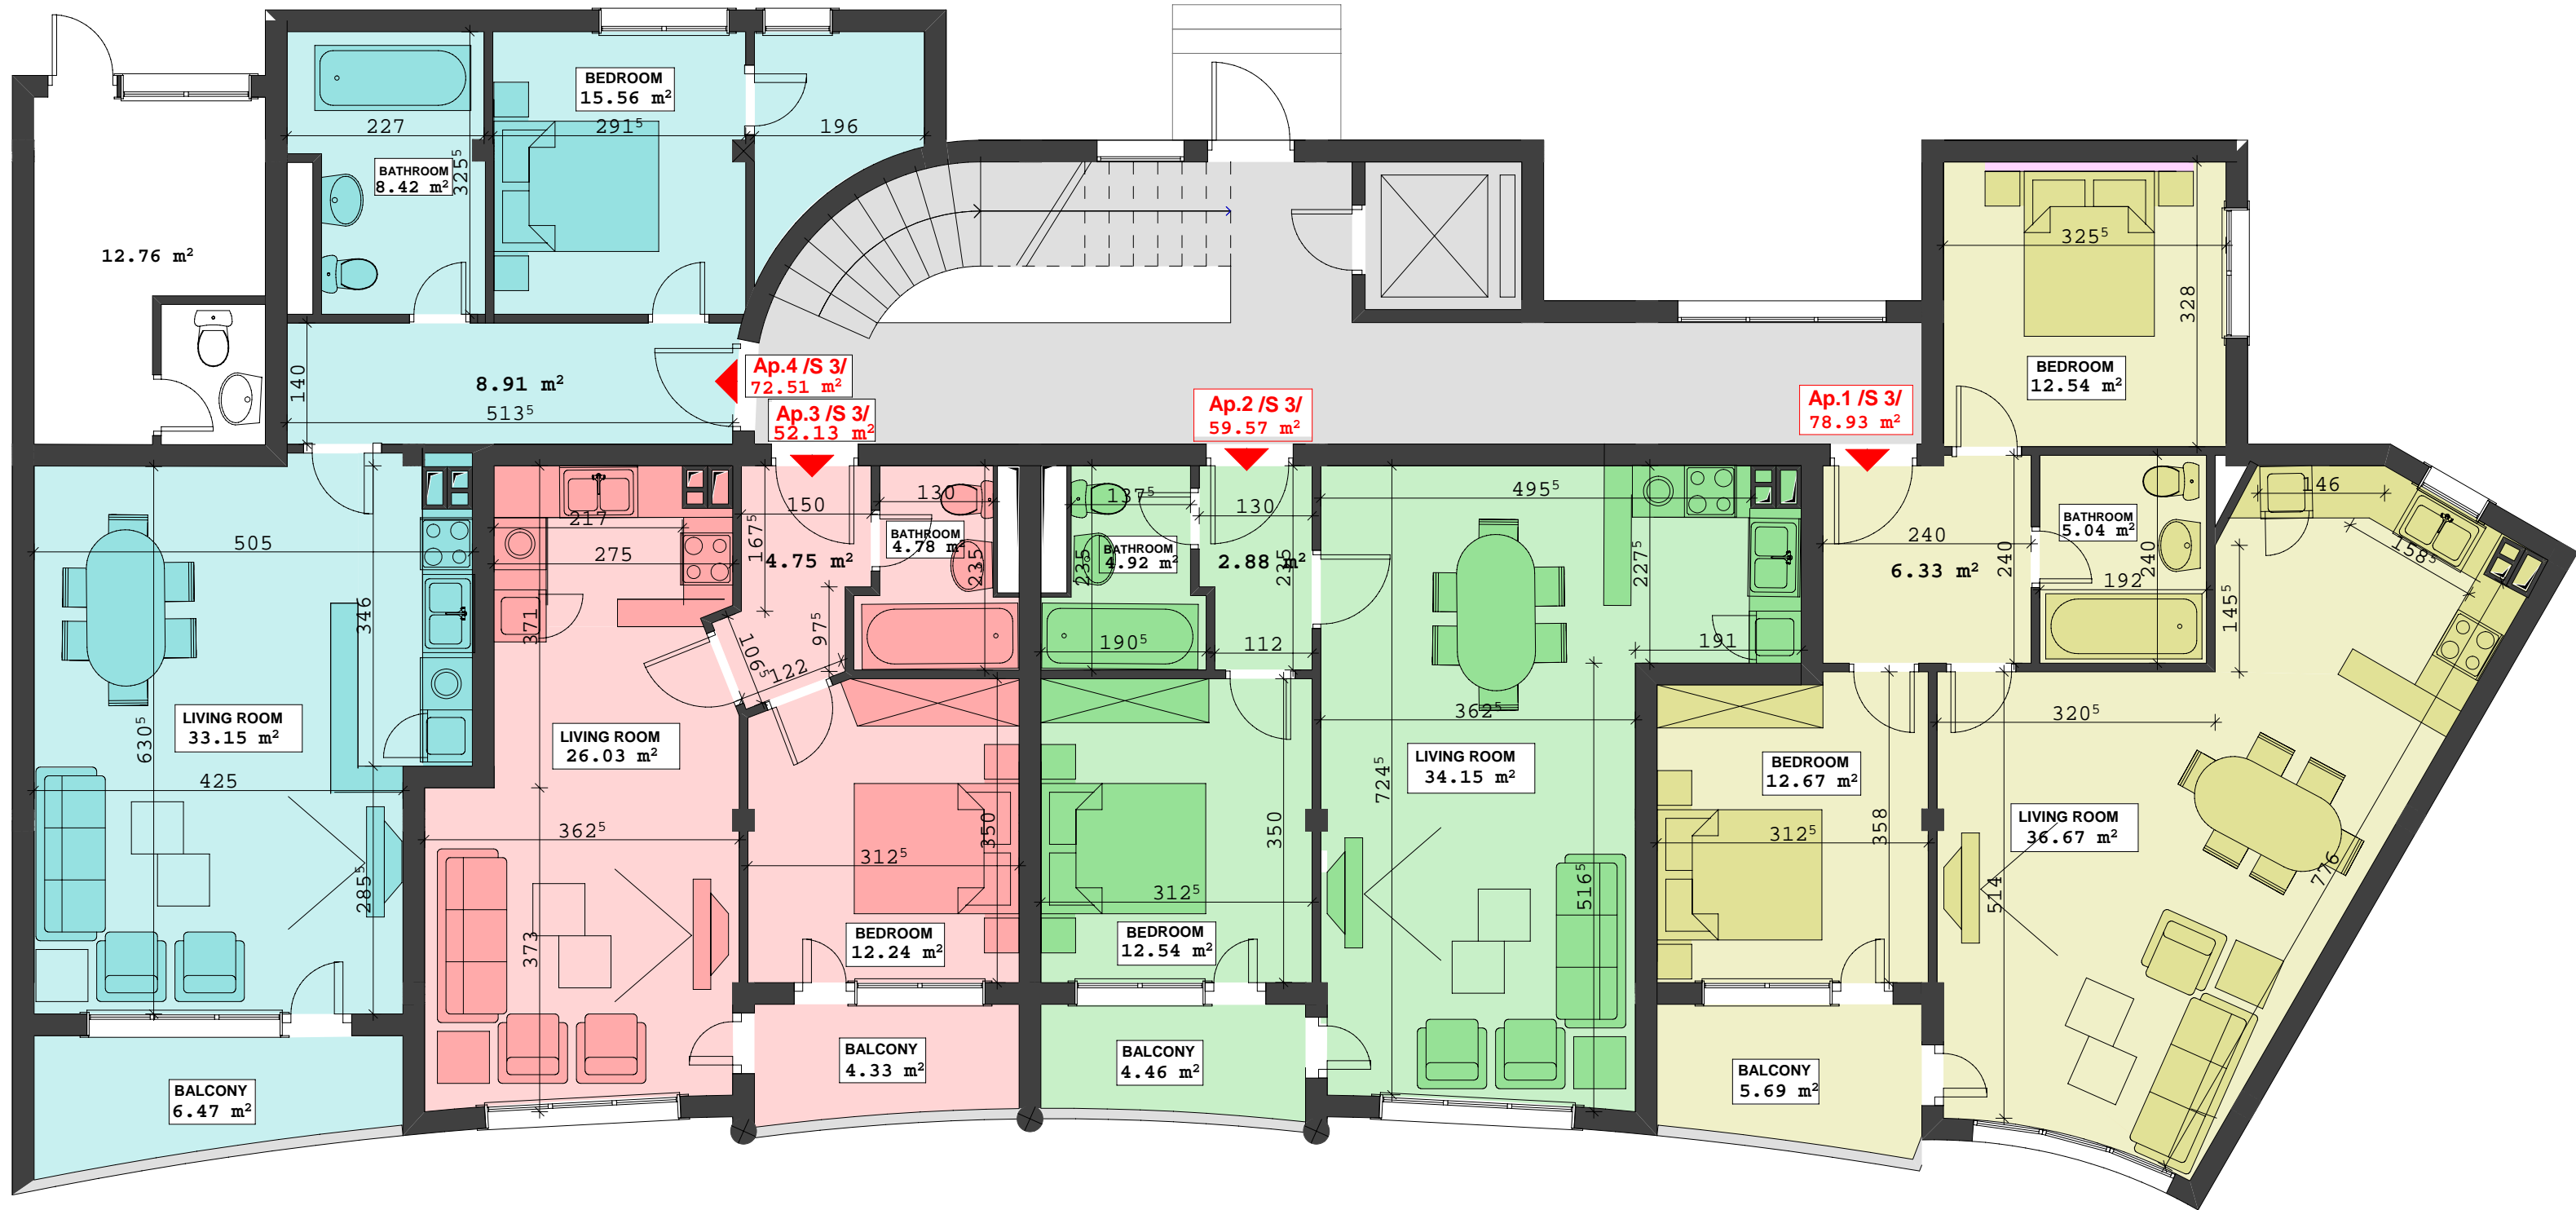 BEDROOM
15.56 m²
227
291⁵
196
325⁵
BATHROOM
8.42 m²
12.76 m²
325⁵
328
BEDROOM
12.54 m²
140
8.91 m²
513⁵
Ap.4 /S 3/
72.51 m²
Ap.3 /S 3/
52.13 m²
Ap.2 /S 3/
59.57 m²
Ap.1 /S 3/
78.93 m²
505
346
630⁵
LIVING ROOM
33.15 m²
425
285⁵
BALCONY
6.47 m²
217
275
371
150
167⁵
4.75 m²
130
BATHROOM
4.78 m²
235
97⁵
106⁵
122
LIVING ROOM
26.03 m²
362⁵
373
312⁵
350
BEDROOM
12.24 m²
BALCONY
4.33 m²
137⁵
235
BATHROOM
4.92 m²
130
2.88 m²
235
190⁵
112
350
312⁵
BEDROOM
12.54 m²
BALCONY
4.46 m²
495⁵
227⁵
191
362⁵
LIVING ROOM
34.15 m²
724⁵
516⁵
240
6.33 m²
240
BATHROOM
5.04 m²
240
192
146
158⁵
145⁵
320⁵
BEDROOM
12.67 m²
312⁵
358
LIVING ROOM
36.67 m²
514
776
BALCONY
5.69 m²